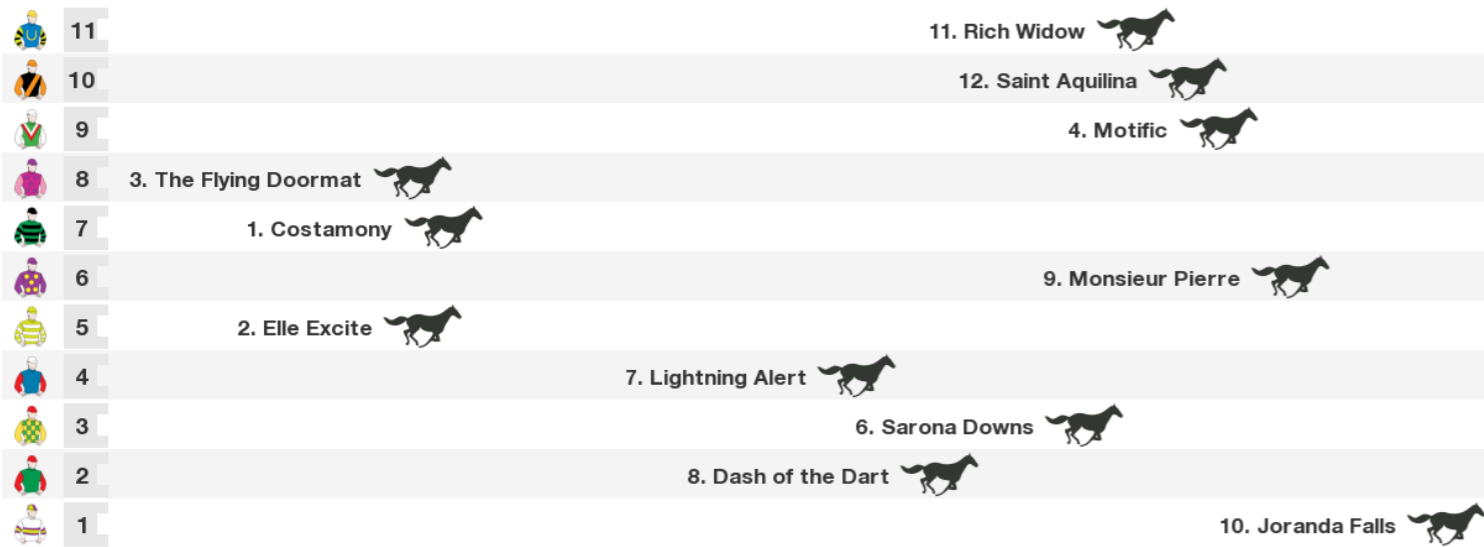 11 11. Rich Widow
10 12. Saint Aquilina
9 4. Motific
8 3. The Flying Doormat
7 1. Costamony
6 9. Monsieur Pierre
5 2. Elle Excite
4 7. Lightning Alert
3 6. Sarona Downs
2 8. Dash of the Dart
1 10. Joranda Falls